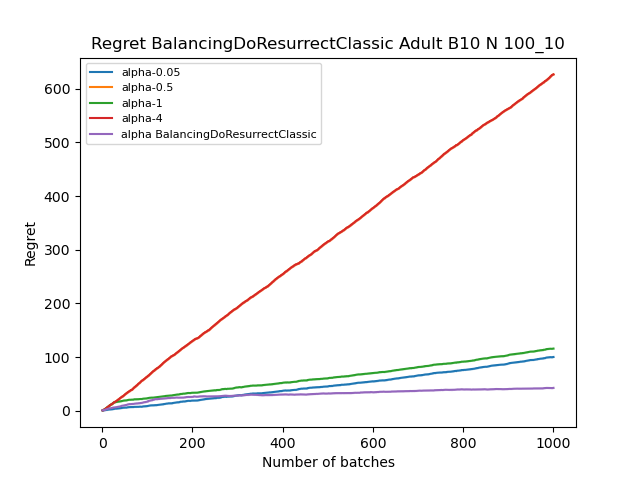 Regret BalancingDoResurrectClassic Adult B10 N 100_10
alpha-0.05
alpha-0.5
alpha-1
alpha-4
alpha BalancingDoResurrectClassic
600
500
400
300
200
100
0
Regret
0 200 400 600 800 1000
Number of batches